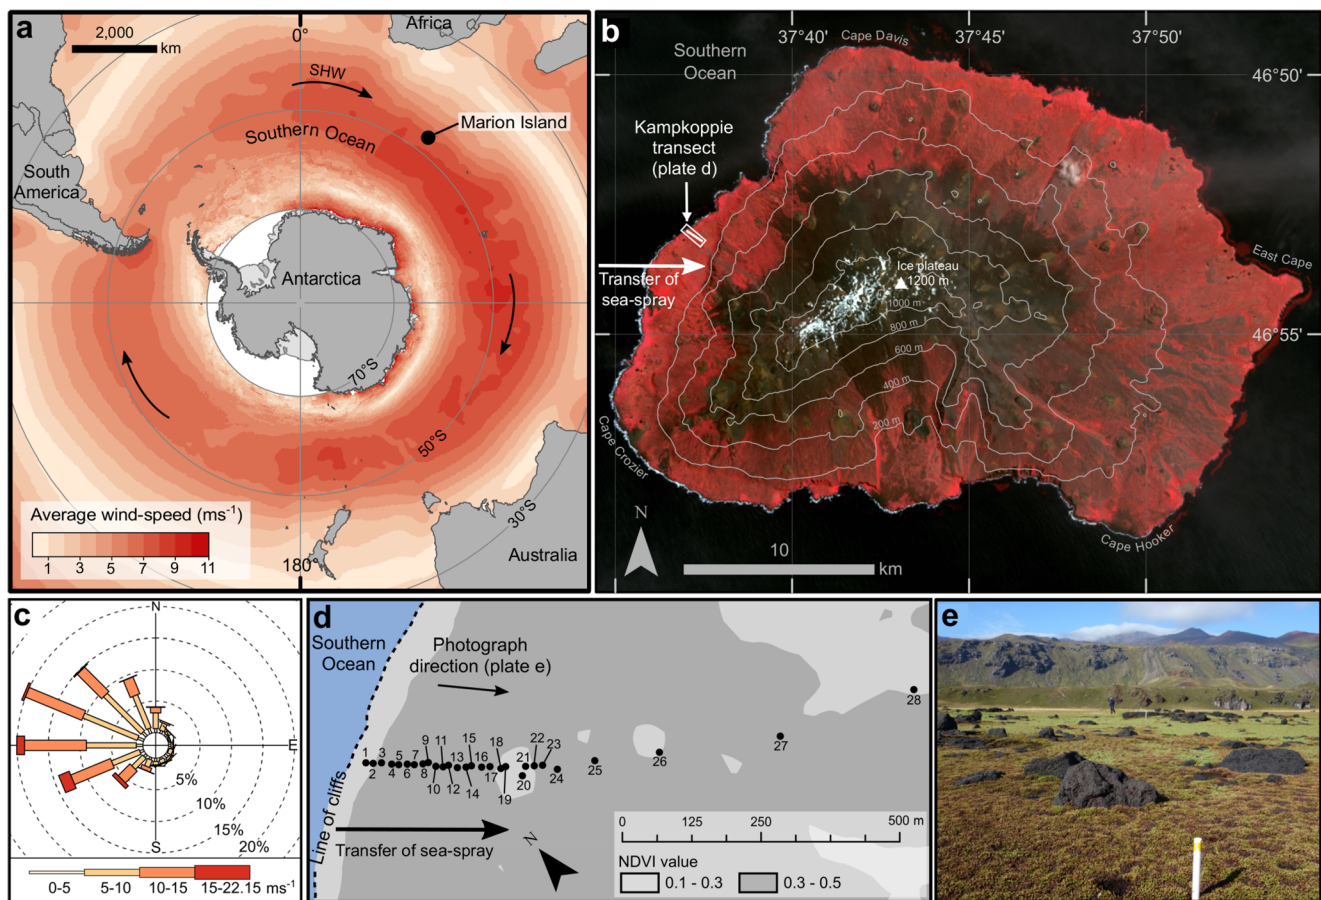 a
2,000
km
0°
Africa
SHW
Southern Ocean
Marion Island
South
America
Antarctica
70°S
50°S
30°S
180°
Australia
Average wind-speed (ms-1)
1 3 5 7 9 11
b
Southern
Ocean
37°40'
37°45'
37°50'
Cape Davis
46°50'
Kampkoppie
transect
(plate d)
Transfer of
sea-spray
Ice plateau
1200 m
1000 m
800 m
600 m
400 m
200 m
East Cape
46°55'
Cape Crozier
Cape Hooker
N
10
km
c
N
E
S
5%
10%
15%
20%
0-5 5-10 10-15 15-22.15 ms-1
d
Southern
Ocean
Photograph
direction (plate e)
Line of cliffs
1 2 3 4 5 6 7 8 9 10 11 12 13 14 15 16 17 18 19 20 21 22 23 24 25 26 27 28
Transfer of sea-spray
N
0 125 250 500 m
NDVI value
0.1 - 0.3 0.3 - 0.5
e